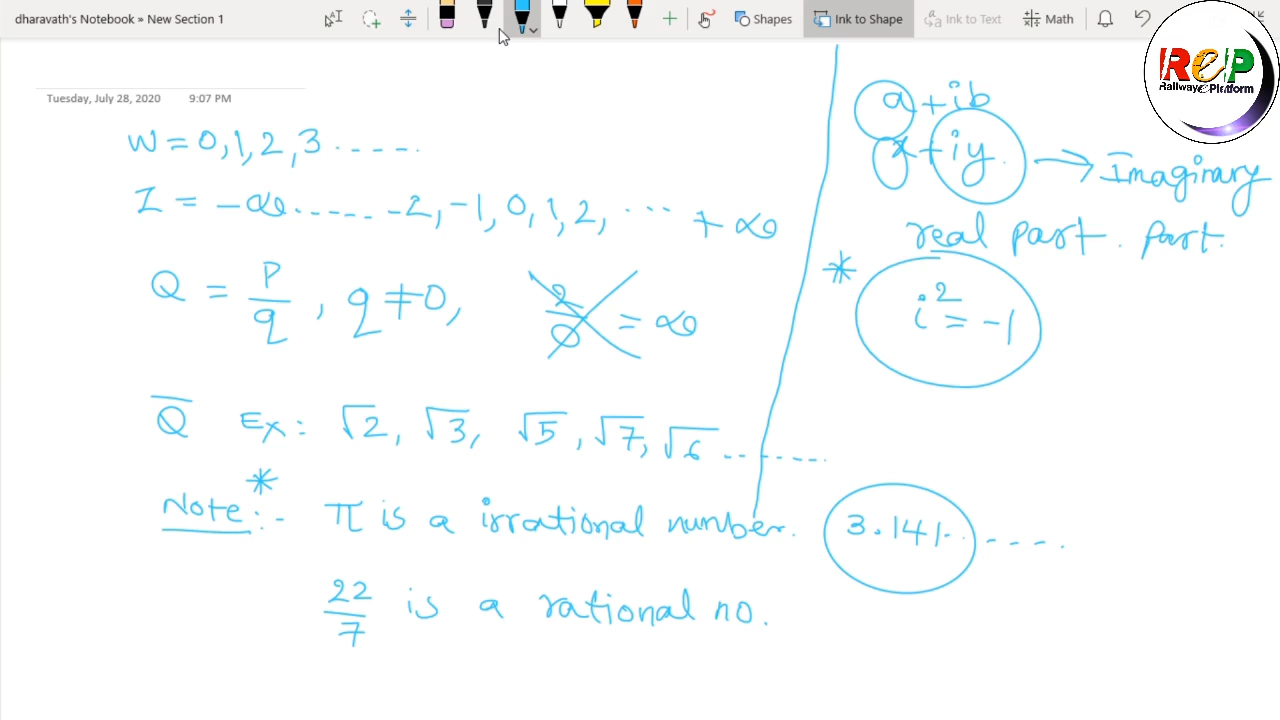 dharavath's Notebook » New Section 1
Shapes
Ink to Shape
Ink to Text
Math
REP
Railways Platform
Tuesday, July 28, 2020 9:07 PM
W = 0, 1, 2, 3 .....
I = -∞ ..... -2, -1, 0, 1, 2, ... +∞
Q = P/q, q ≠ 0, 2/0 = ∞
Q̅ Ex: √2, √3, √5, √7, √6 .......
* Note:- π is a irrational number. 3.141.. ....
22/7 is a rational no.
a + ib
x + iy → Imaginary
real part. Part.
* i² = -1